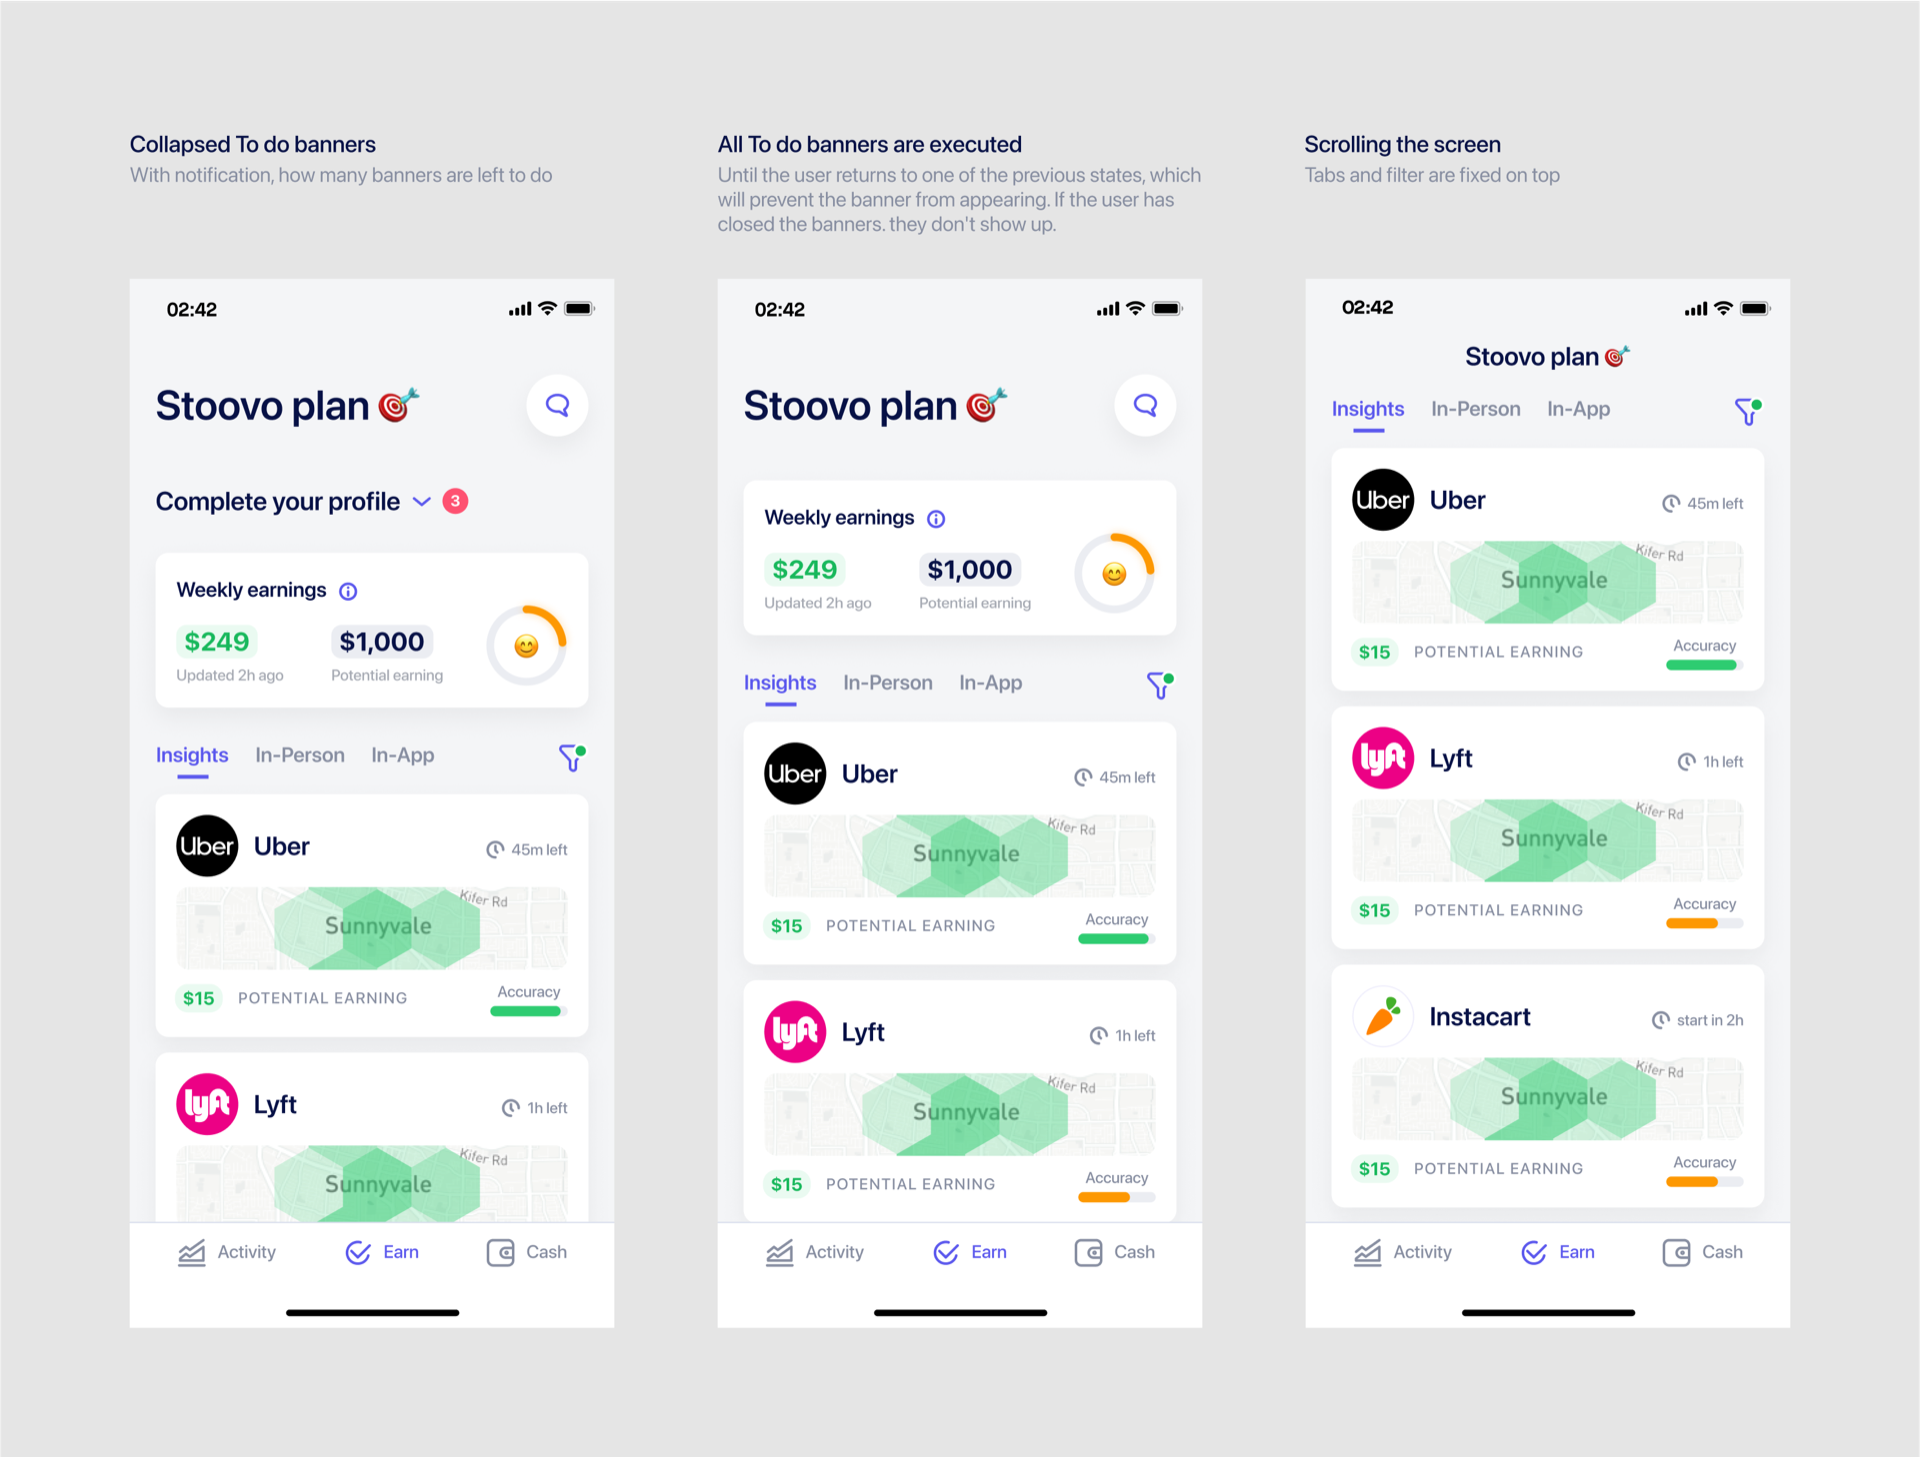 Collapsed To do banners
With notification, how many banners are left to do
All To do banners are executed
Until the user returns to one of the previous states, which
will prevent the banner from appearing. If the user has
closed the banners. they don't show up.
Scrolling the screen
Tabs and filter are fixed on top
02:42
Stoovo plan
Complete your profile 3
Weekly earnings
$249 $1,000
Updated 2h ago Potential earning
Insights In-Person In-App
Uber Uber 45m left
Kifer Rd
Sunnyvale
$15 POTENTIAL EARNING Accuracy
lyft Lyft 1h left
Kifer Rd
Sunnyvale
Activity Earn Cash
02:42
Stoovo plan
Weekly earnings
$249 $1,000
Updated 2h ago Potential earning
Insights In-Person In-App
Uber Uber 45m left
Kifer Rd
Sunnyvale
$15 POTENTIAL EARNING Accuracy
lyft Lyft 1h left
Kifer Rd
Sunnyvale
$15 POTENTIAL EARNING Accuracy
Activity Earn Cash
02:42
Stoovo plan
Insights In-Person In-App
Uber Uber 45m left
Kifer Rd
Sunnyvale
$15 POTENTIAL EARNING Accuracy
lyft Lyft 1h left
Kifer Rd
Sunnyvale
$15 POTENTIAL EARNING Accuracy
Instacart start in 2h
Kifer Rd
Sunnyvale
$15 POTENTIAL EARNING Accuracy
Activity Earn Cash